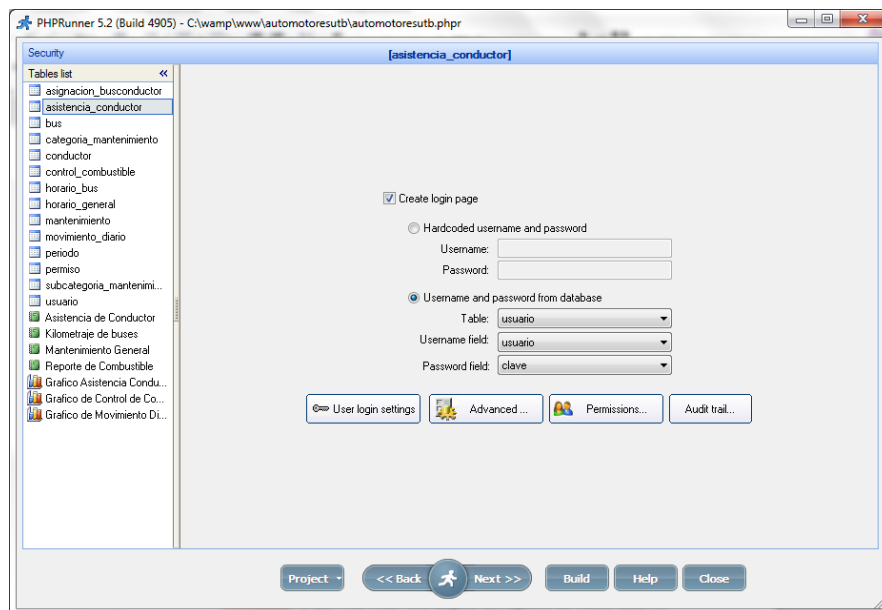 PHPRunner 5.2 (Build 4905) - C:\wamp\www\automotoresutb\automotoresutb.phpr
Security
[asistencia_conductor]
Tables list «
asignacion_busconductor
asistencia_conductor
bus
categoria_mantenimiento
conductor
control_combustible
horario_bus
horario_general
mantenimiento
movimiento_diario
periodo
permiso
subcategoria_mantenimi...
usuario
Asistencia de Conductor
Kilometraje de buses
Mantenimiento General
Reporte de Combustible
Grafico Asistencia Condu...
Grafico de Control de Co...
Grafico de Movimiento Di...
Create login page
Hardcoded username and password
Username:
Password:
Username and password from database
Table: usuario
Username field: usuario
Password field: clave
User login settings Advanced ... Permissions... Audit trail...
Project << Back Next >> Build Help Close